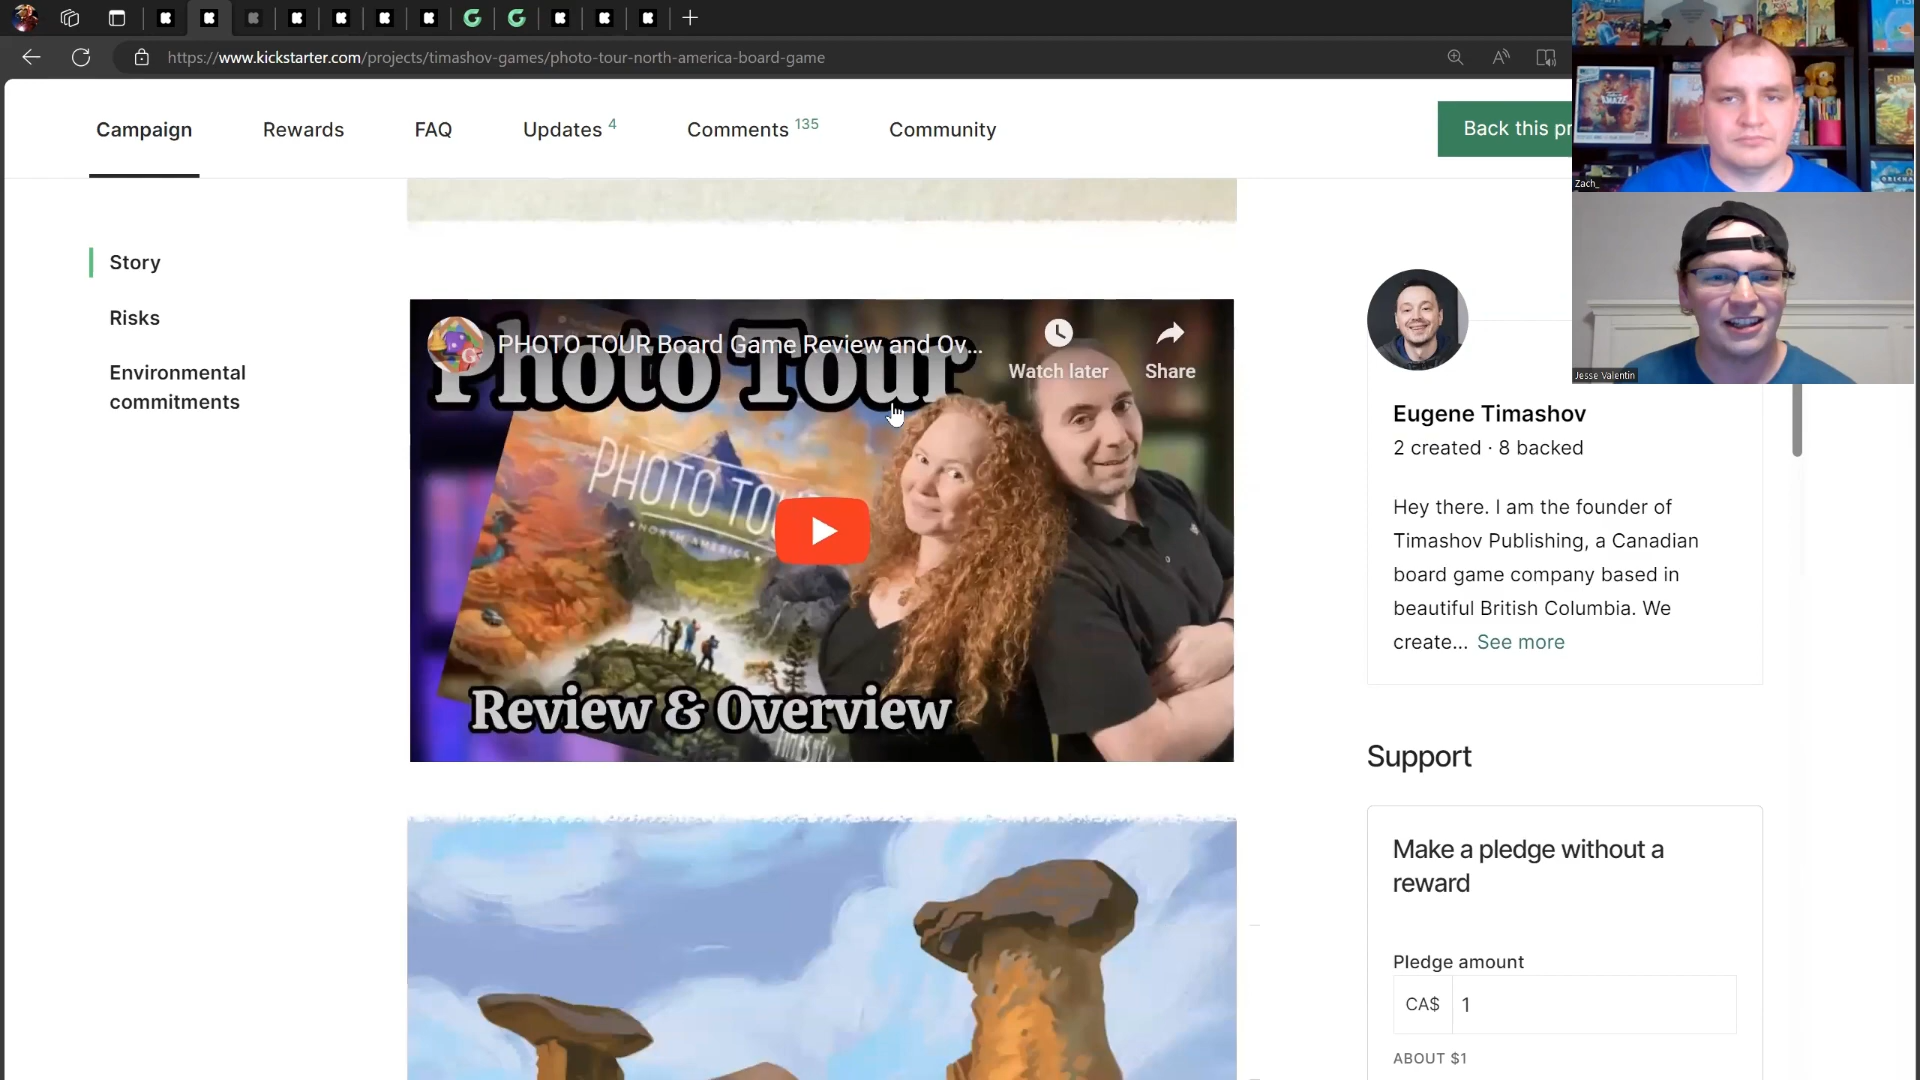 https://www.kickstarter.com/projects/timashov-games/photo-tour-north-america-board-game
Campaign
Rewards
FAQ
Updates 4
Comments 135
Community
Back this pr
Zach_
Jesse Valentin
Story
Risks
Environmental
commitments
PHOTO TOUR Board Game Review and Ov...
Watch later
Share
Photo Tour
PHOTO TOU
NORTH AMERICA
Review & Overview
Eugene Timashov
2 created · 8 backed
Hey there. I am the founder of
Timashov Publishing, a Canadian
board game company based in
beautiful British Columbia. We
create... See more
Support
Make a pledge without a
reward
Pledge amount
CA$ 1
ABOUT $1